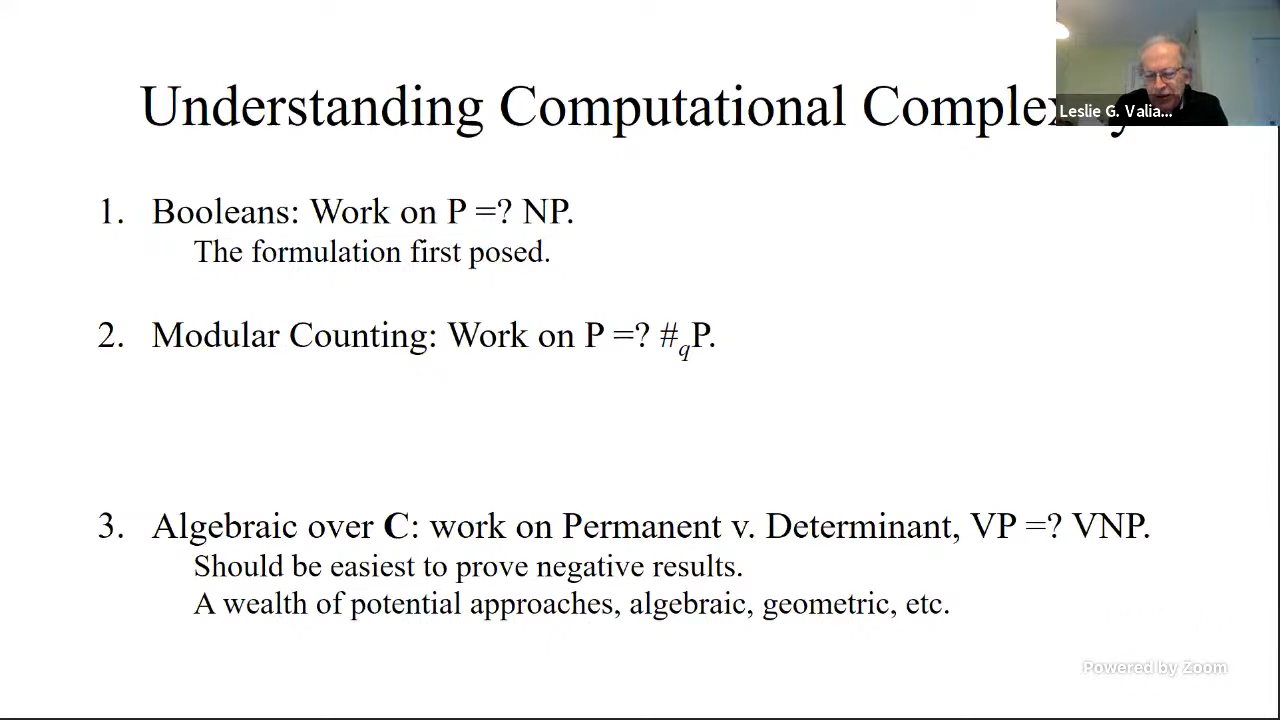 Understanding Computational Complexity
Leslie G. Valia...
1. Booleans: Work on P =? NP.
The formulation first posed.
2. Modular Counting: Work on P =? #qP.
3. Algebraic over C: work on Permanent v. Determinant, VP =? VNP.
Should be easiest to prove negative results.
A wealth of potential approaches, algebraic, geometric, etc.
Powered by Zoom